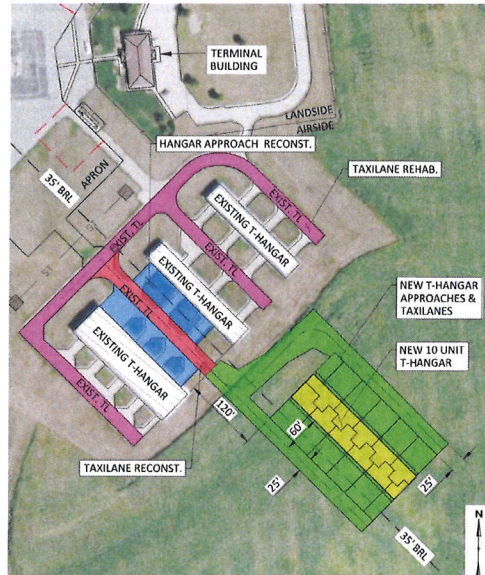 TERMINAL
BUILDING
LANDSIDE
AIRSIDE
HANGAR APPROACH RECONST.
TAXILANE REHAB.
35' BRL
APRON
EXIST. TL
EXIST. TL
EXIST. TL
EXISTING T-HANGAR
EXISTING T-HANGAR
EXIST. TL
EXISTING T-HANGAR
EXIST. TL
NEW T-HANGAR
APPROACHES &
TAXILANES
NEW 10 UNIT
T-HANGAR
120'
60'
25'
25'
TAXILANE RECONST.
35' BRL
N